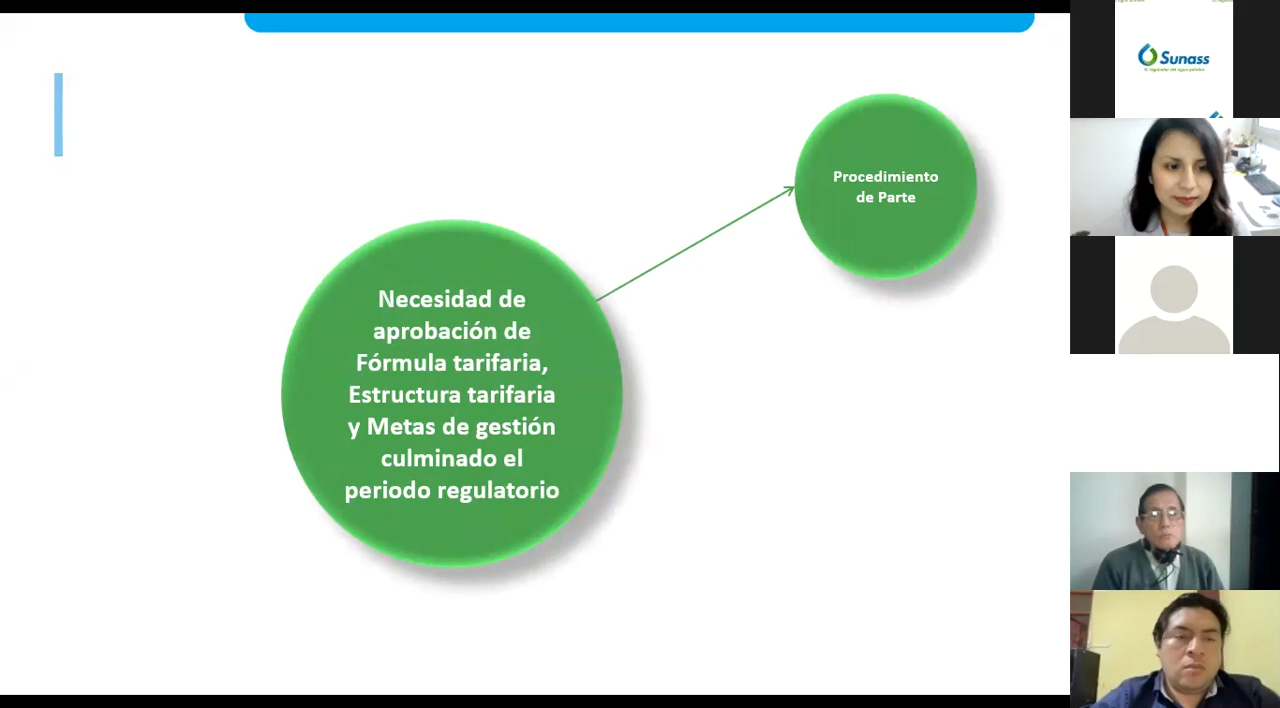 Procedimiento
de Parte
Necesidad de
aprobación de
Fórmula tarifaria,
Estructura tarifaria
y Metas de gestión
culminado el
periodo regulatorio
Sunass